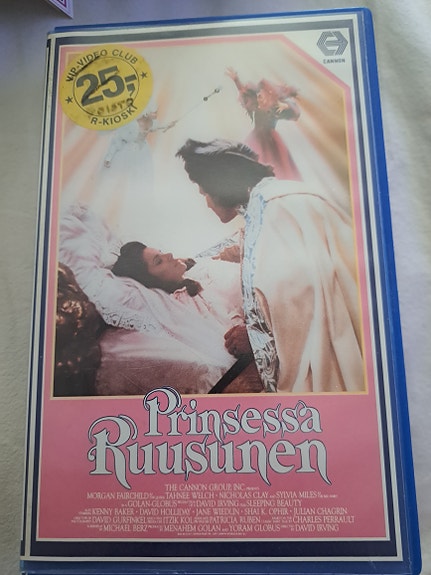 VIP-VIDEO CLUB
25,-
R-KIOSKI
CANNON
Prinsessa
Ruusunen
THE CANNON GROUP, INC.
MORGAN FAIRCHILD TAHNEE WELCH · NICHOLAS CLAY AND SYLVIA MILES
GOLAN-GLOBUS DAVID IRVING SLEEPING BEAUTY
KENNY BAKER · DAVID HOLLIDAY · JANE WIEDLIN · SHAI K. OPHIR · JULIAN CHAGRIN
DAVID GURFINKEL ITZIK KOL PATRICIA RUBEN CHARLES PERRAULT
MICHAEL BERZ MENAHEM GOLAN AND YORAM GLOBUS DAVID IRVING